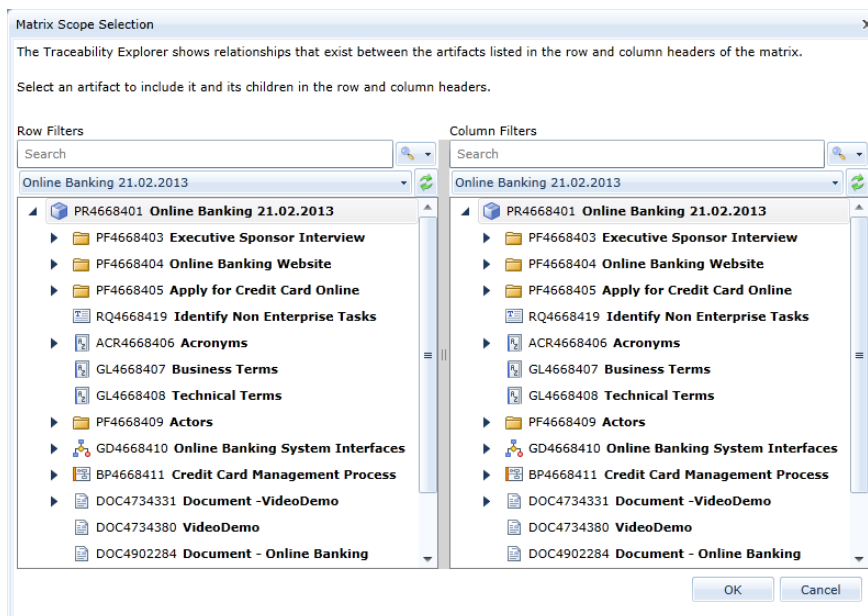 Matrix Scope Selection
The Traceability Explorer shows relationships that exist between the artifacts listed in the row and column headers of the matrix.
Select an artifact to include it and its children in the row and column headers.
Row Filters
Search
Online Banking 21.02.2013
PR4668401 Online Banking 21.02.2013
PF4668403 Executive Sponsor Interview
PF4668404 Online Banking Website
PF4668405 Apply for Credit Card Online
RQ4668419 Identify Non Enterprise Tasks
ACR4668406 Acronyms
GL4668407 Business Terms
GL4668408 Technical Terms
PF4668409 Actors
GD4668410 Online Banking System Interfaces
BP4668411 Credit Card Management Process
DOC4734331 Document -VideoDemo
DOC4734380 VideoDemo
DOC4902284 Document - Online Banking
Column Filters
Search
Online Banking 21.02.2013
PR4668401 Online Banking 21.02.2013
PF4668403 Executive Sponsor Interview
PF4668404 Online Banking Website
PF4668405 Apply for Credit Card Online
RQ4668419 Identify Non Enterprise Tasks
ACR4668406 Acronyms
GL4668407 Business Terms
GL4668408 Technical Terms
PF4668409 Actors
GD4668410 Online Banking System Interfaces
BP4668411 Credit Card Management Process
DOC4734331 Document -VideoDemo
DOC4734380 VideoDemo
DOC4902284 Document - Online Banking
OK
Cancel